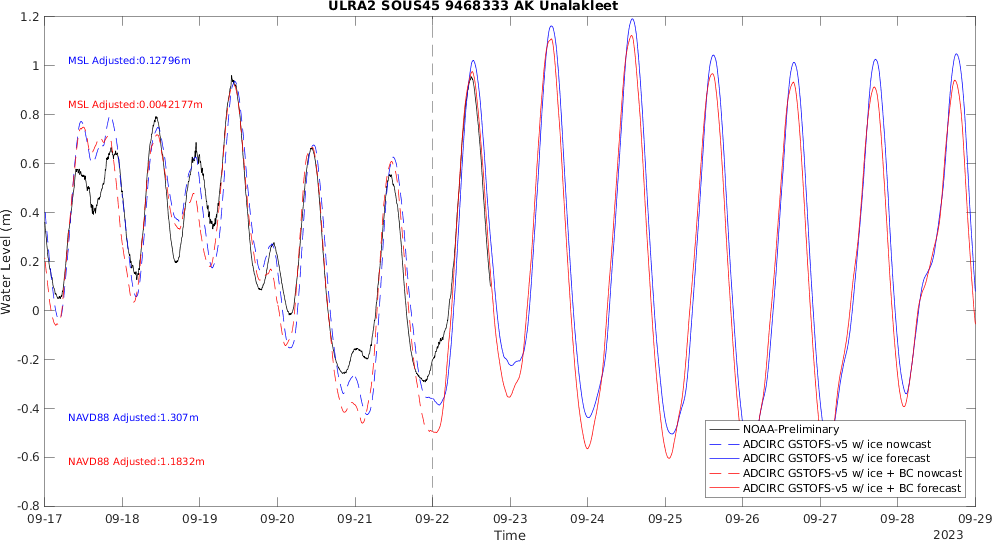 ULRA2 SOUS45 9468333 AK Unalakleet
Water Level (m)
1.2
1
0.8
0.6
0.4
0.2
0
-0.2
-0.4
-0.6
-0.8
MSL Adjusted:0.12796m
MSL Adjusted:0.0042177m
NAVD88 Adjusted:1.307m
NAVD88 Adjusted:1.1832m
NOAA-Preliminary
ADCIRC GSTOFS-v5 w/ ice nowcast
ADCIRC GSTOFS-v5 w/ ice forecast
ADCIRC GSTOFS-v5 w/ ice + BC nowcast
ADCIRC GSTOFS-v5 w/ ice + BC forecast
09-17 09-18 09-19 09-20 09-21 09-22 09-23 09-24 09-25 09-26 09-27 09-28 09-29
Time
2023